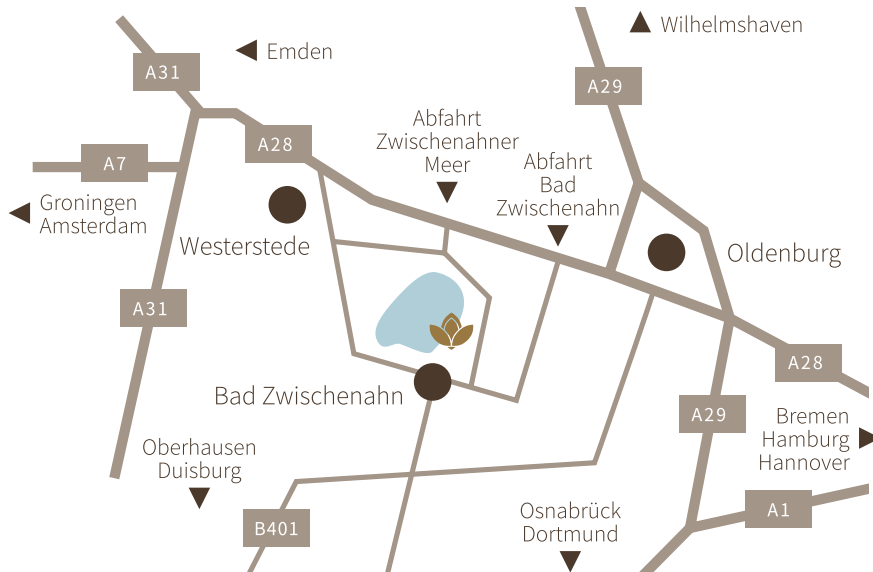 Wilhelmshaven
Emden
A31
A29
Abfahrt
Zwischenahner
Meer
A28
Abfahrt
Bad
Zwischenahn
A7
Groningen
Amsterdam
Westerstede
Oldenburg
A31
A28
Bad Zwischenahn
A29
Bremen
Hamburg
Hannover
Oberhausen
Duisburg
Osnabrück
Dortmund
A1
B401